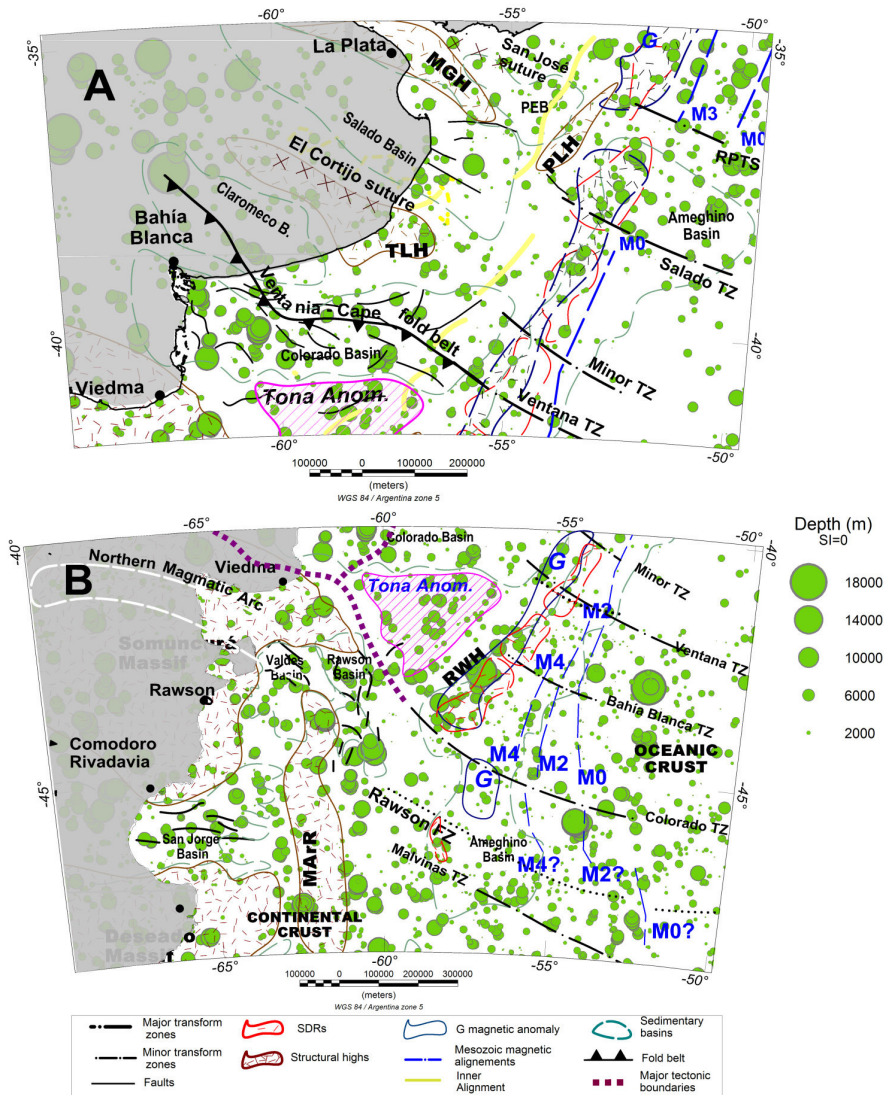 -60°
-55°
-50°
-35°
La Plata
San José
suture
G
-35°
A
MGH
PEB
M3
M0
Salado Basin
El Cortijo suture
PLH
RPTS
Claromeco B.
Ameghino
Basin
Bahía
Blanca
M0
TLH
Salado TZ
Ventania - Cape
fold belt
-40°
Colorado Basin
-40°
Minor TZ
Viedma
Tona Anom.
Ventana TZ
-60°
-55°
-50°
100000 0 100000 200000
(meters)
WGS 84 / Argentina zone 5
-65°
-60°
-55°
-50°
-40°
Colorado Basin
-40°
B
Northern Magmatic Arc
Viedma
Tona Anom.
G
Minor TZ
M2
Massif
Valdes
Basin
Rawson
Basin
RWH
M4
Ventana TZ
Rawson
Bahía Blanca TZ
Comodoro
Rivadavia
M4
M2
M0
OCEANIC
CRUST
-45°
G
-45°
Rawson FZ
Colorado TZ
San Jorge
Basin
MArR
Ameghino
Basin
Malvinas TZ
M4?
M2?
CONTINENTAL
CRUST
M0?
Deseado
Massif
-65°
-60°
-55°
-50°
100000 0 100000 200000 300000
(meters)
WGS 84 / Argentina zone 5
Depth (m)
SI=0
18000
14000
10000
6000
2000
Major transform
zones
SDRs
G magnetic anomaly
Sedimentary
basins
Minor transform
zones
Structural highs
Mesozoic magnetic
alignements
Fold belt
Faults
Inner
Alignment
Major tectonic
boundaries